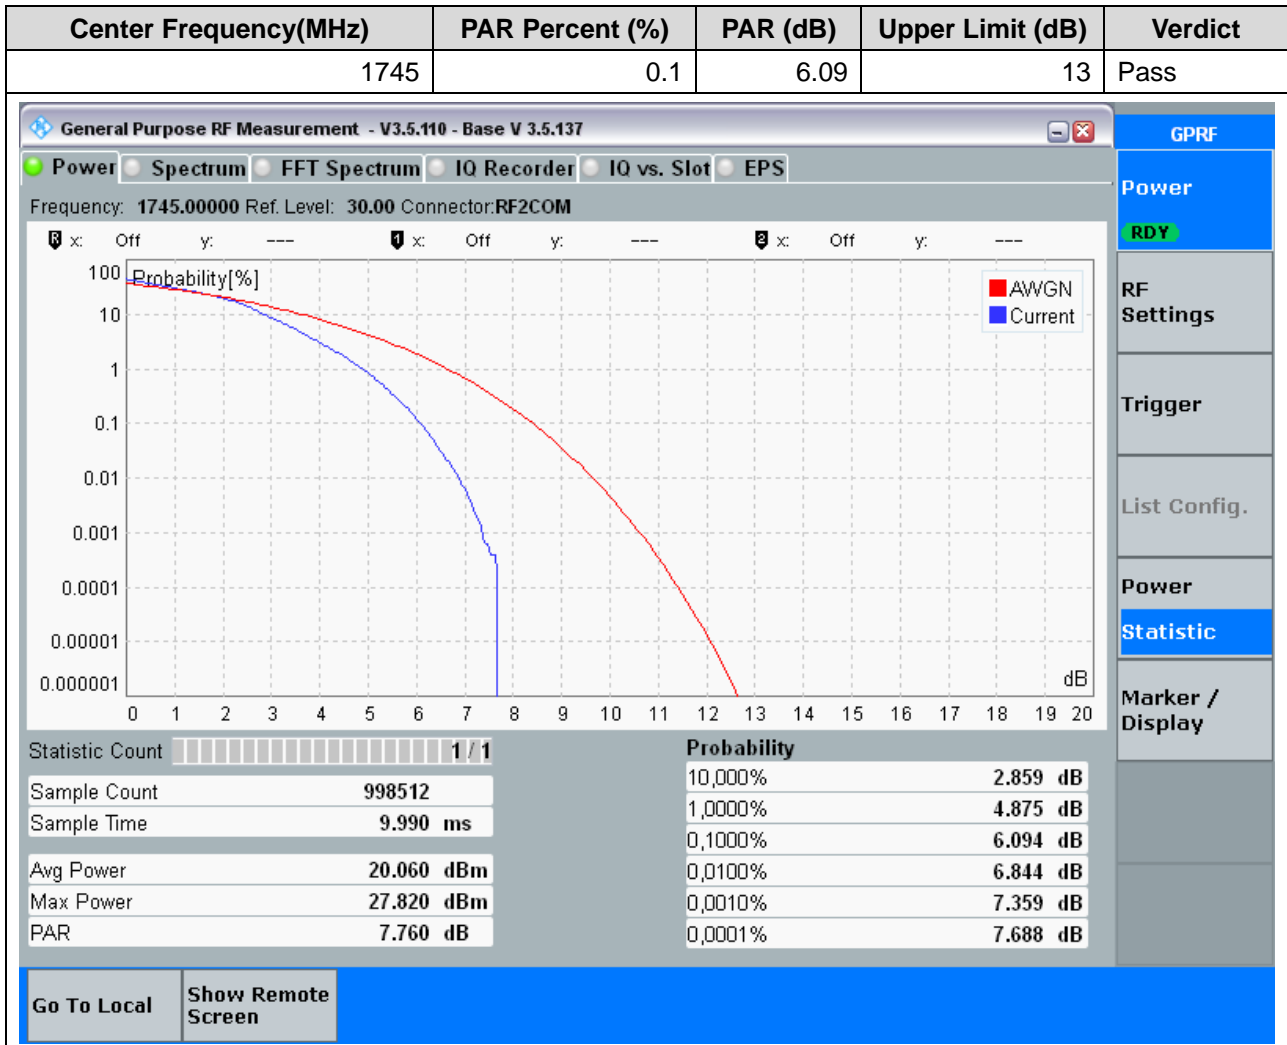 Center Frequency(MHz) PAR Percent (%) PAR (dB) Upper Limit (dB) Verdict
1745 0.1 6.09 13 Pass
General Purpose RF Measurement - V3.5.110 - Base V 3.5.137
GPRF
Power Spectrum FFT Spectrum IQ Recorder IQ vs. Slot EPS
Power
RDY
Frequency: 1745.00000 Ref. Level: 30.00 Connector:RF2COM
R x: Off y: --- 1 x: Off y: --- 2 x: Off y: ---
Probability[%]
AWGN
Current
100
10
1
0.1
0.01
0.001
0.0001
0.00001
0.000001
dB
0 1 2 3 4 5 6 7 8 9 10 11 12 13 14 15 16 17 18 19 20
RF
Settings
Trigger
List Config.
Power
Statistic
Marker /
Display
Statistic Count 1 / 1
Sample Count 998512
Sample Time 9.990 ms
Avg Power 20.060 dBm
Max Power 27.820 dBm
PAR 7.760 dB
Probability
10,000% 2.859 dB
1,0000% 4.875 dB
0,1000% 6.094 dB
0,0100% 6.844 dB
0,0010% 7.359 dB
0,0001% 7.688 dB
Go To Local
Show Remote
Screen